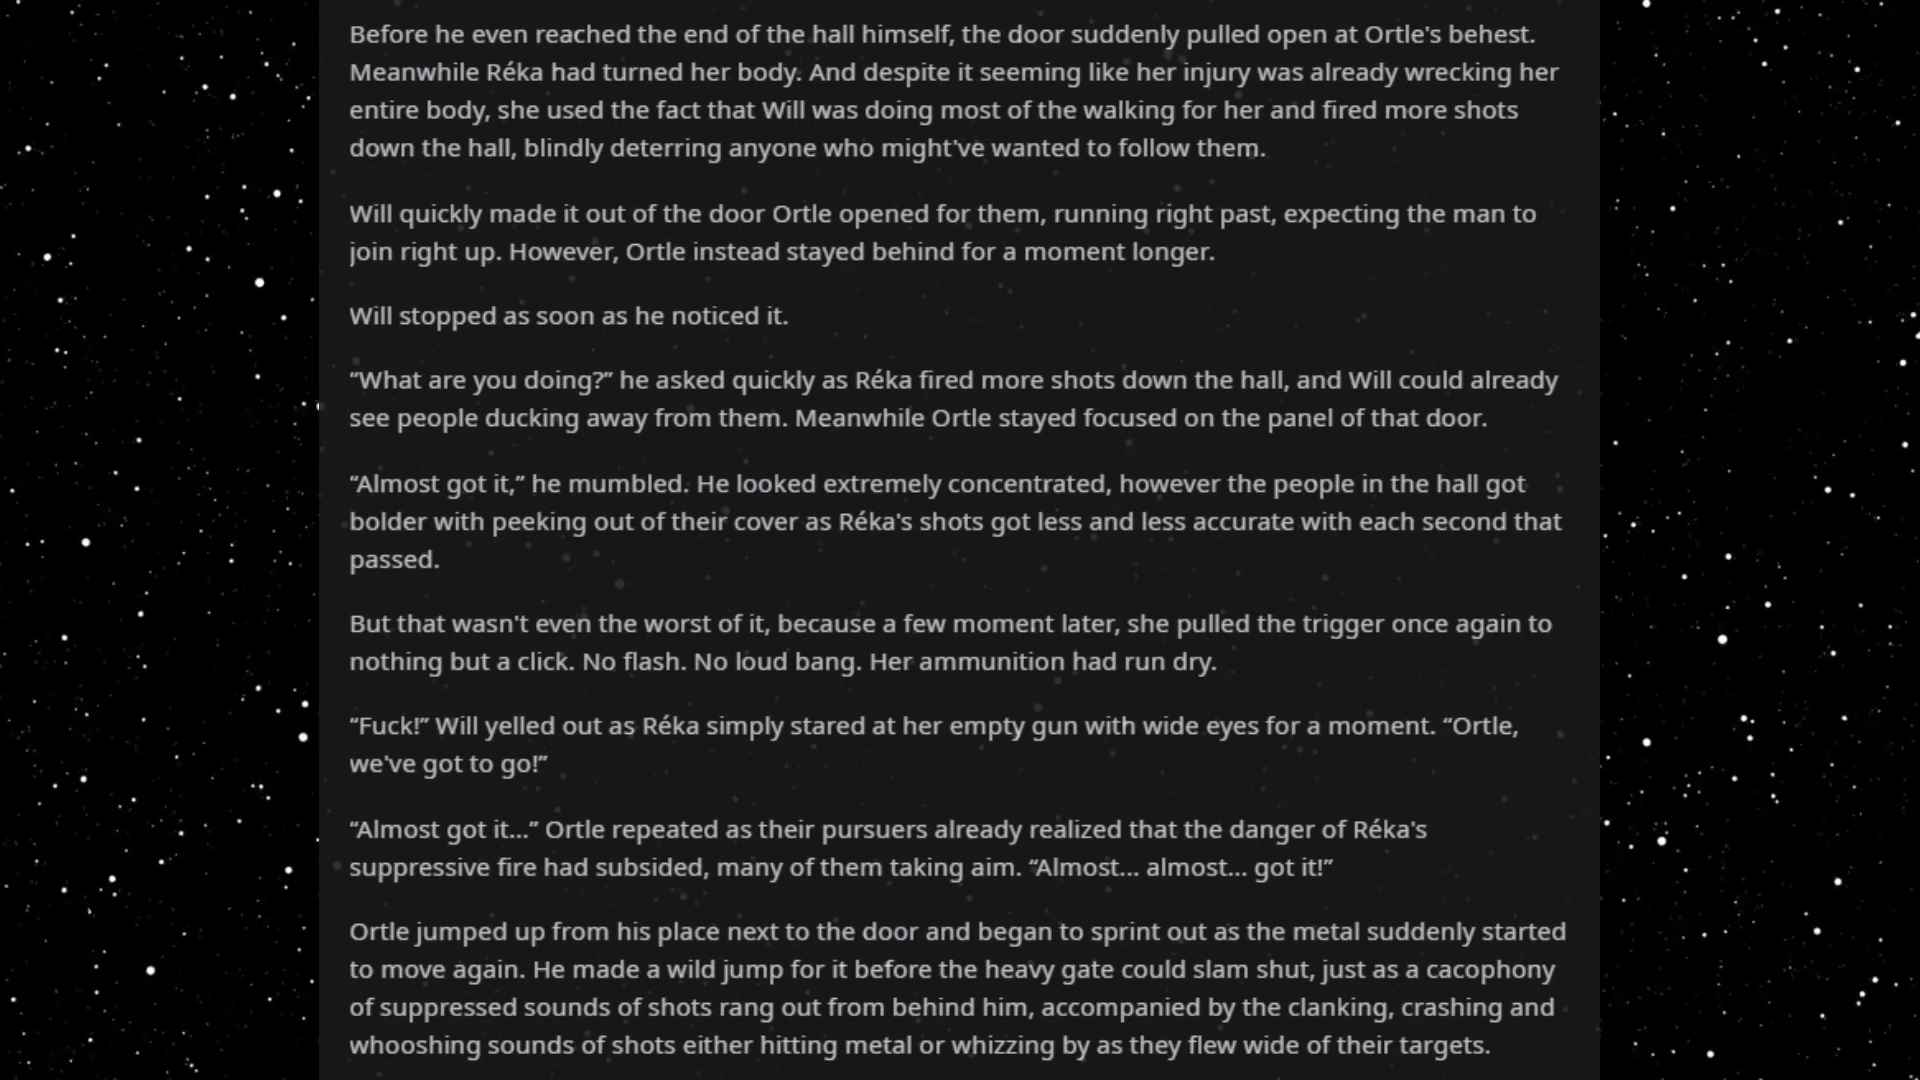 Before he even reached the end of the hall himself, the door suddenly pulled open at Ortle's behest.
Meanwhile Réka had turned her body. And despite it seeming like her injury was already wrecking her
entire body, she used the fact that Will was doing most of the walking for her and fired more shots
down the hall, blindly deterring anyone who might've wanted to follow them.
Will quickly made it out of the door Ortle opened for them, running right past, expecting the man to
join right up. However, Ortle instead stayed behind for a moment longer.
Will stopped as soon as he noticed it.
“What are you doing?” he asked quickly as Réka fired more shots down the hall, and Will could already
see people ducking away from them. Meanwhile Ortle stayed focused on the panel of that door.
“Almost got it,” he mumbled. He looked extremely concentrated, however the people in the hall got
bolder with peeking out of their cover as Réka's shots got less and less accurate with each second that
passed.
But that wasn't even the worst of it, because a few moment later, she pulled the trigger once again to
nothing but a click. No flash. No loud bang. Her ammunition had run dry.
“Fuck!” Will yelled out as Réka simply stared at her empty gun with wide eyes for a moment. “Ortle,
we've got to go!”
“Almost got it…” Ortle repeated as their pursuers already realized that the danger of Réka's
suppressive fire had subsided, many of them taking aim. “Almost… almost… got it!”
Ortle jumped up from his place next to the door and began to sprint out as the metal suddenly started
to move again. He made a wild jump for it before the heavy gate could slam shut, just as a cacophony
of suppressed sounds of shots rang out from behind him, accompanied by the clanking, crashing and
whooshing sounds of shots either hitting metal or whizzing by as they flew wide of their targets.